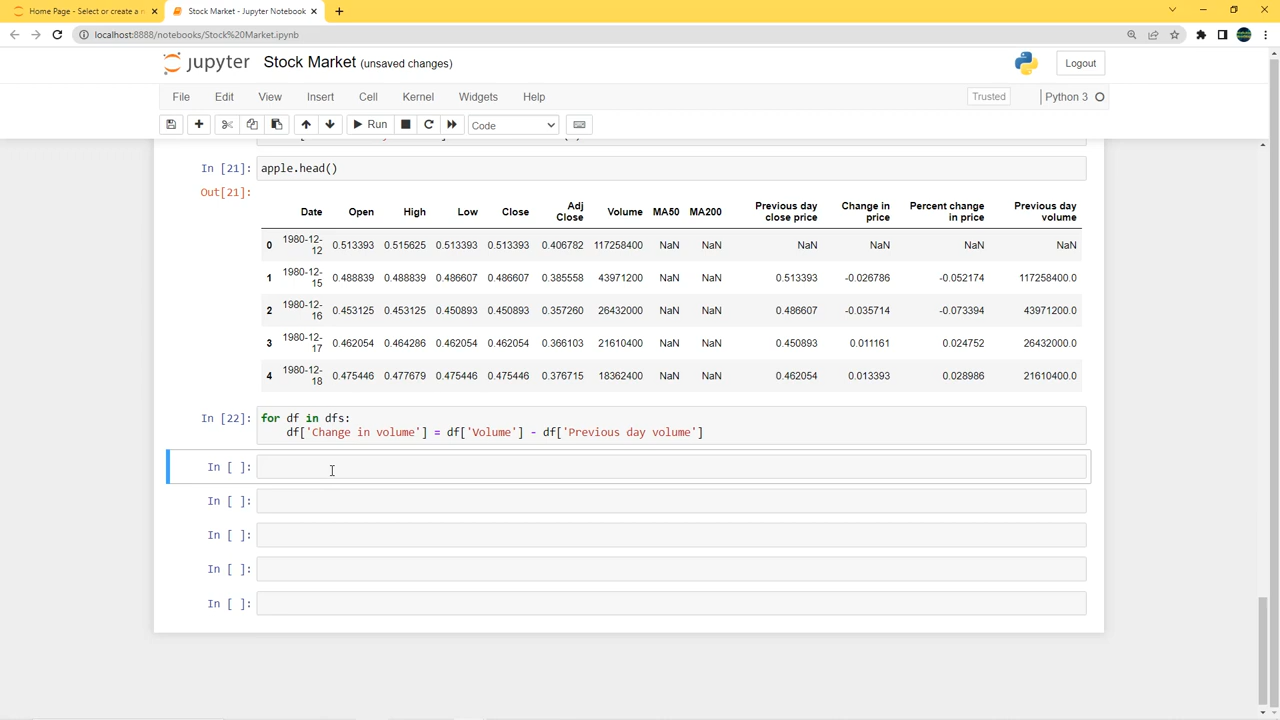 Home Page - Select or create a n
Stock Market - Jupyter Notebook
localhost:8888/notebooks/Stock%20Market.ipynb
jupyter Stock Market (unsaved changes)
Logout
File Edit View Insert Cell Kernel Widgets Help
Trusted
Python 3
Run
Code
In [21]: apple.head()
Out[21]:
Date Open High Low Close Adj Close Volume MA50 MA200 Previous day close price Change in price Percent change in price Previous day volume
0 1980-12-12 0.513393 0.515625 0.513393 0.513393 0.406782 117258400 NaN NaN NaN NaN NaN NaN
1 1980-12-15 0.488839 0.488839 0.486607 0.486607 0.385558 43971200 NaN NaN 0.513393 -0.026786 -0.052174 117258400.0
2 1980-12-16 0.453125 0.453125 0.450893 0.450893 0.357260 26432000 NaN NaN 0.486607 -0.035714 -0.073394 43971200.0
3 1980-12-17 0.462054 0.464286 0.462054 0.462054 0.366103 21610400 NaN NaN 0.450893 0.011161 0.024752 26432000.0
4 1980-12-18 0.475446 0.477679 0.475446 0.475446 0.376715 18362400 NaN NaN 0.462054 0.013393 0.028986 21610400.0
In [22]: for df in dfs:
df['Change in volume'] = df['Volume'] - df['Previous day volume']
In [ ]:
In [ ]:
In [ ]:
In [ ]:
In [ ]: